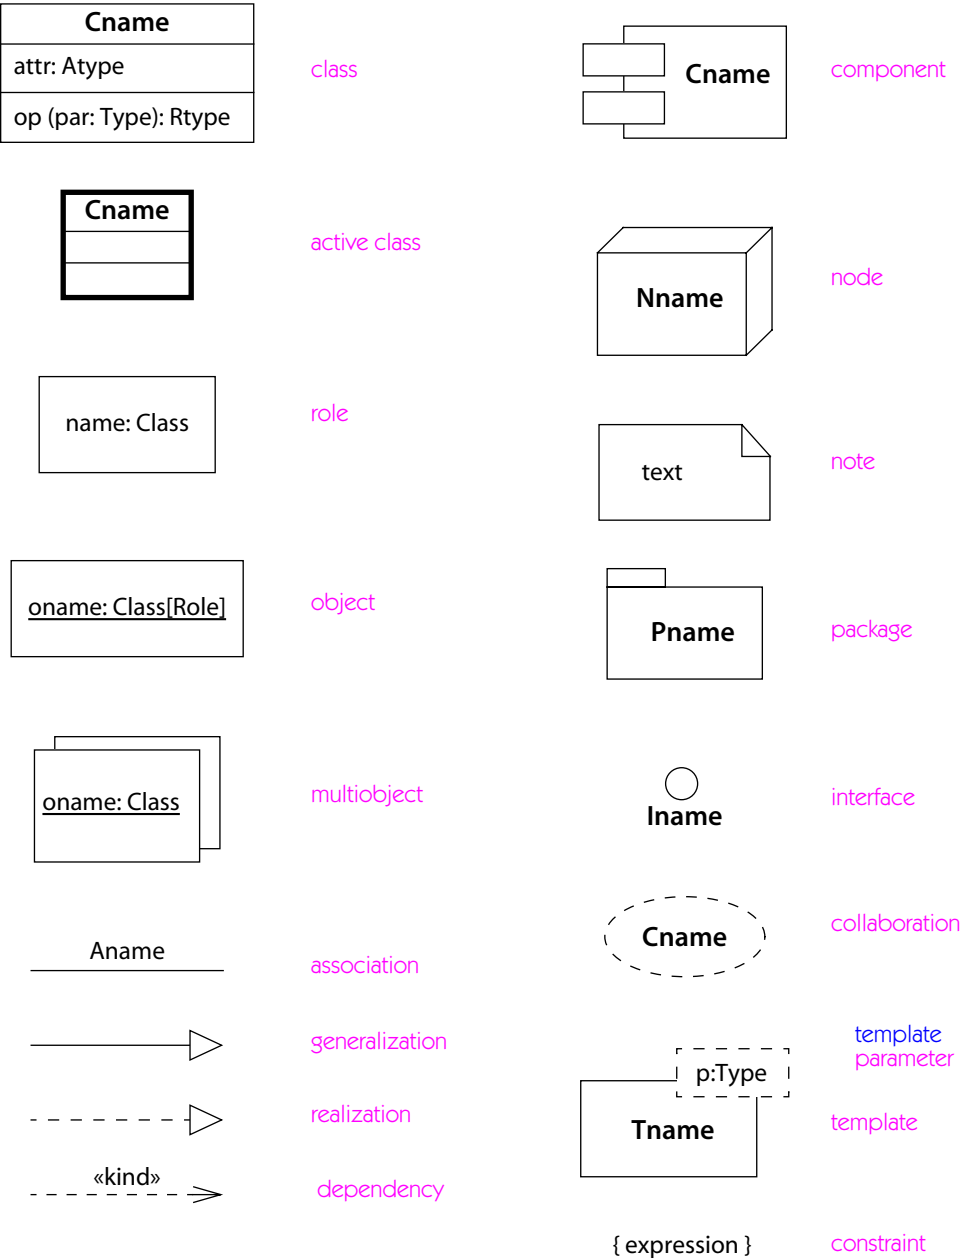 Cname
attr: Atype
op (par: Type): Rtype
class
Cname
active class
name: Class
role
oname: Class[Role]
object
oname: Class
multiobject
Aname
association
generalization
realization
«kind»
dependency
Cname
component
Nname
node
text
note
Pname
package
Iname
interface
Cname
collaboration
template
parameter
p:Type
Tname
template
{ expression }
constraint